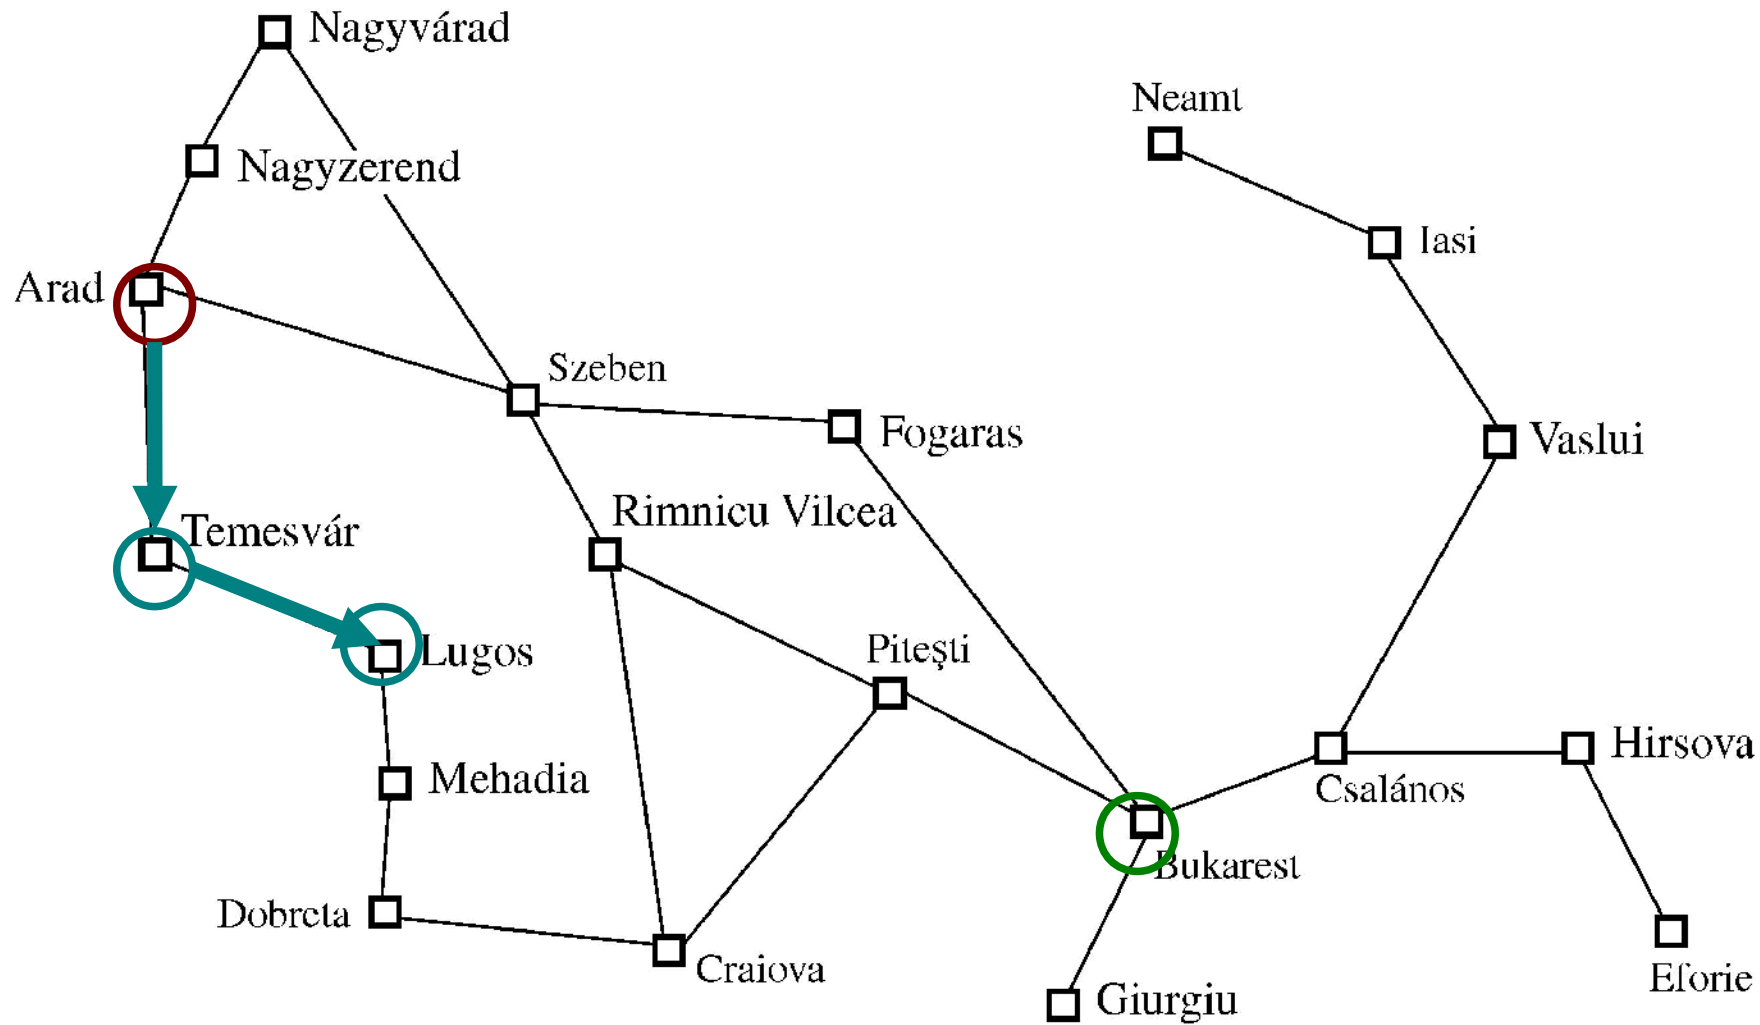 Nagyvárad
Neamt
Nagyzerend
Iasi
Arad
Szeben
Fogaras
Vaslui
Rimnicu Vilcea
Temesvár
Lugos
Piteşti
Hirsova
Mehadia
Csalános
Bukarest
Dobreta
Craiova
Eforie
Giurgiu